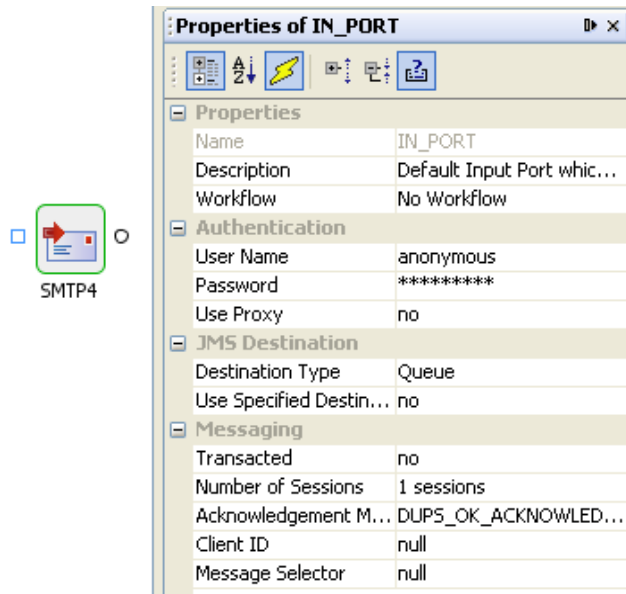 Properties of IN_PORT
Properties
Name IN_PORT
Description Default Input Port whic...
Workflow No Workflow
Authentication
User Name anonymous
Password *********
Use Proxy no
JMS Destination
Destination Type Queue
Use Specified Destin... no
Messaging
Transacted no
Number of Sessions 1 sessions
Acknowledgement M... DUPS_OK_ACKNOWLED...
Client ID null
Message Selector null
SMTP4